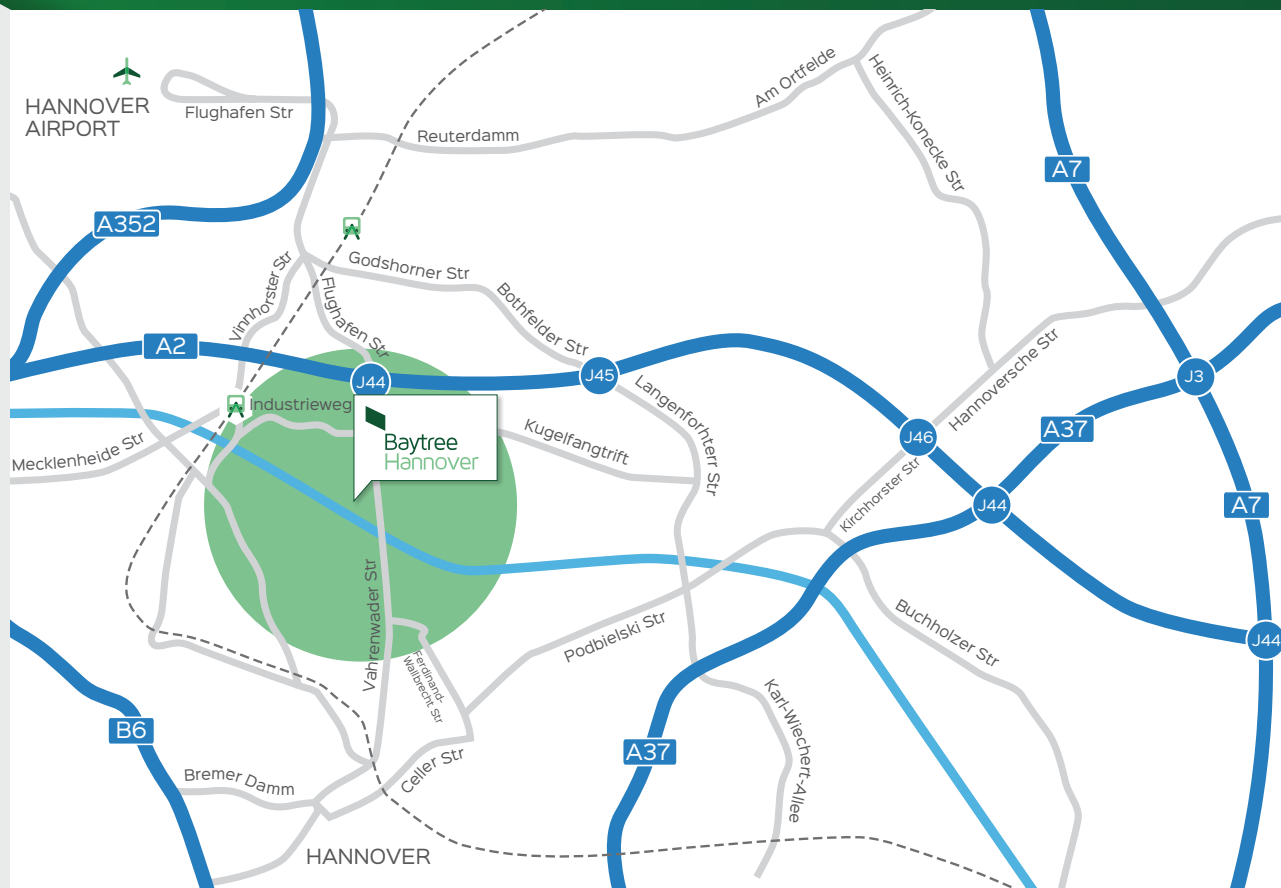 HANNOVER
AIRPORT
Flughafen Str
Reuterdamm
Am Ortfelde
Heinrich-Konecke Str
A7
A352
Vinnhorster Str
Godshorner Str
Flughafen Str
Bothfelder Str
A2
J44
J45
J3
Hannoversche Str
Langenforhterr Str
Industrieweg
Baytree
Hannover
Kugelfangtrift
J46
A37
Mecklenheide Str
Kirchhorster Str
J44
A7
Vahrenwader Str
Ferdinand-
Wallbrecht Str
Podbielski Str
Buchholzer Str
J44
Karl-Wiechert-Allee
B6
A37
Bremer Damm
Celler Str
HANNOVER